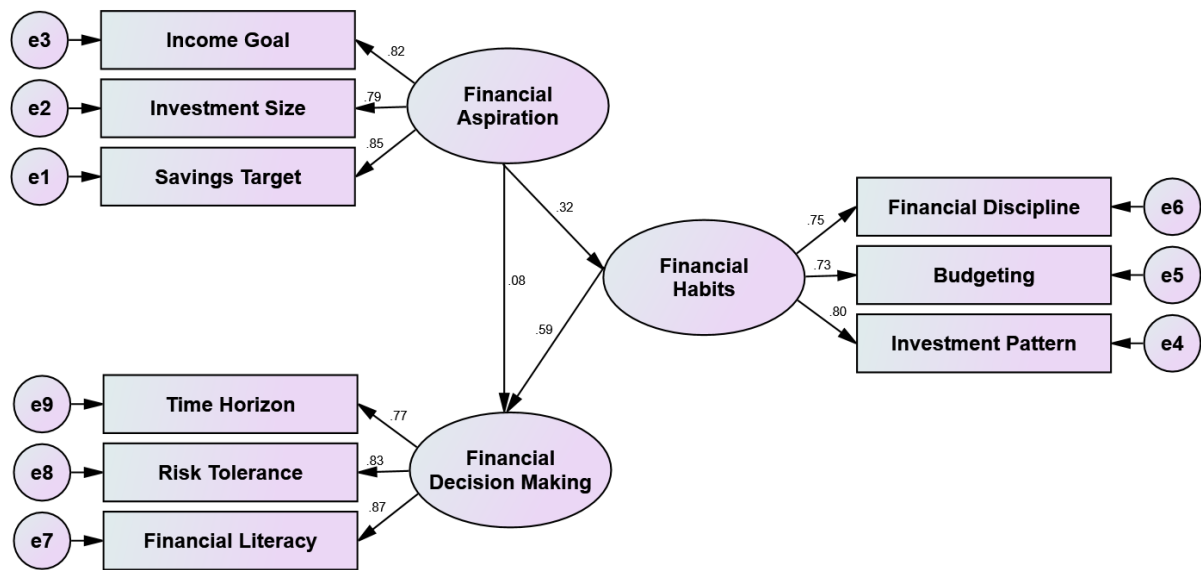 e3
Income Goal
.82
e2
Investment Size
.79
e1
Savings Target
.85
Financial
Aspiration
.32
.08
.59
Financial
Habits
.75
Financial Discipline
e6
.73
Budgeting
e5
.80
Investment Pattern
e4
e9
Time Horizon
.77
e8
Risk Tolerance
.83
e7
Financial Literacy
.87
Financial
Decision Making